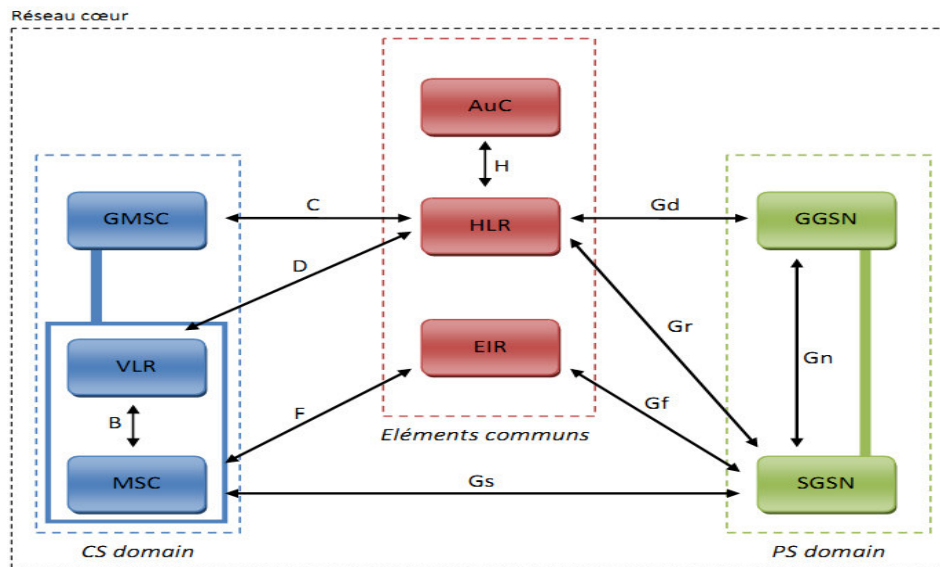 Réseau cœur
AuC
H
GMSC
C
HLR
Gd
GGSN
D
Gr
VLR
EIR
Gn
B
F
Gf
Eléments communs
MSC
Gs
SGSN
CS domain
PS domain